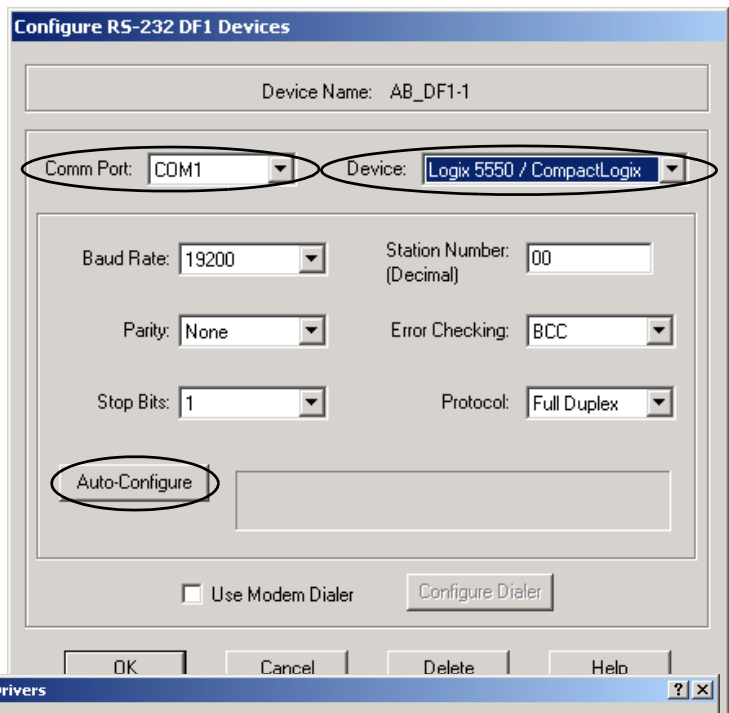 Configure RS-232 DF1 Devices
Device Name: AB_DF1-1
Comm Port: COM1 Device: Logix 5550 / CompactLogix
Baud Rate: 19200 Station Number: 00
(Decimal)
Parity: None Error Checking: BCC
Stop Bits: 1 Protocol: Full Duplex
Auto-Configure
Use Modem Dialer Configure Dialer
OK Cancel Delete Help
rivers